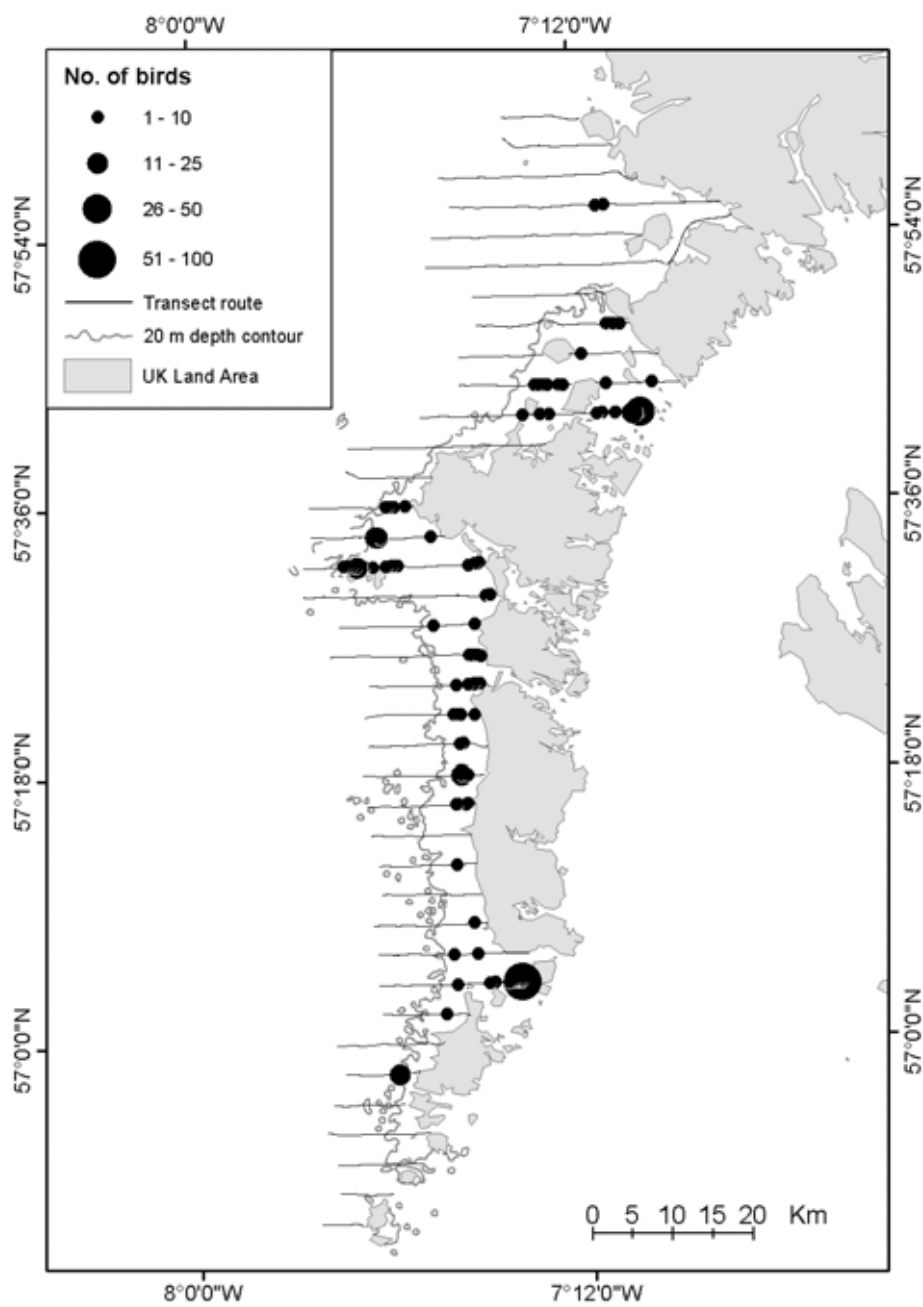 8°0'0"W 7°12'0"W
No. of birds
1 - 10
11 - 25
26 - 50
51 - 100
Transect route
20 m depth contour
UK Land Area
57°54'0"N 57°54'0"N
57°36'0"N 57°36'0"N
57°18'0"N 57°18'0"N
57°0'0"N 57°0'0"N
0 5 10 15 20 Km
8°0'0"W 7°12'0"W